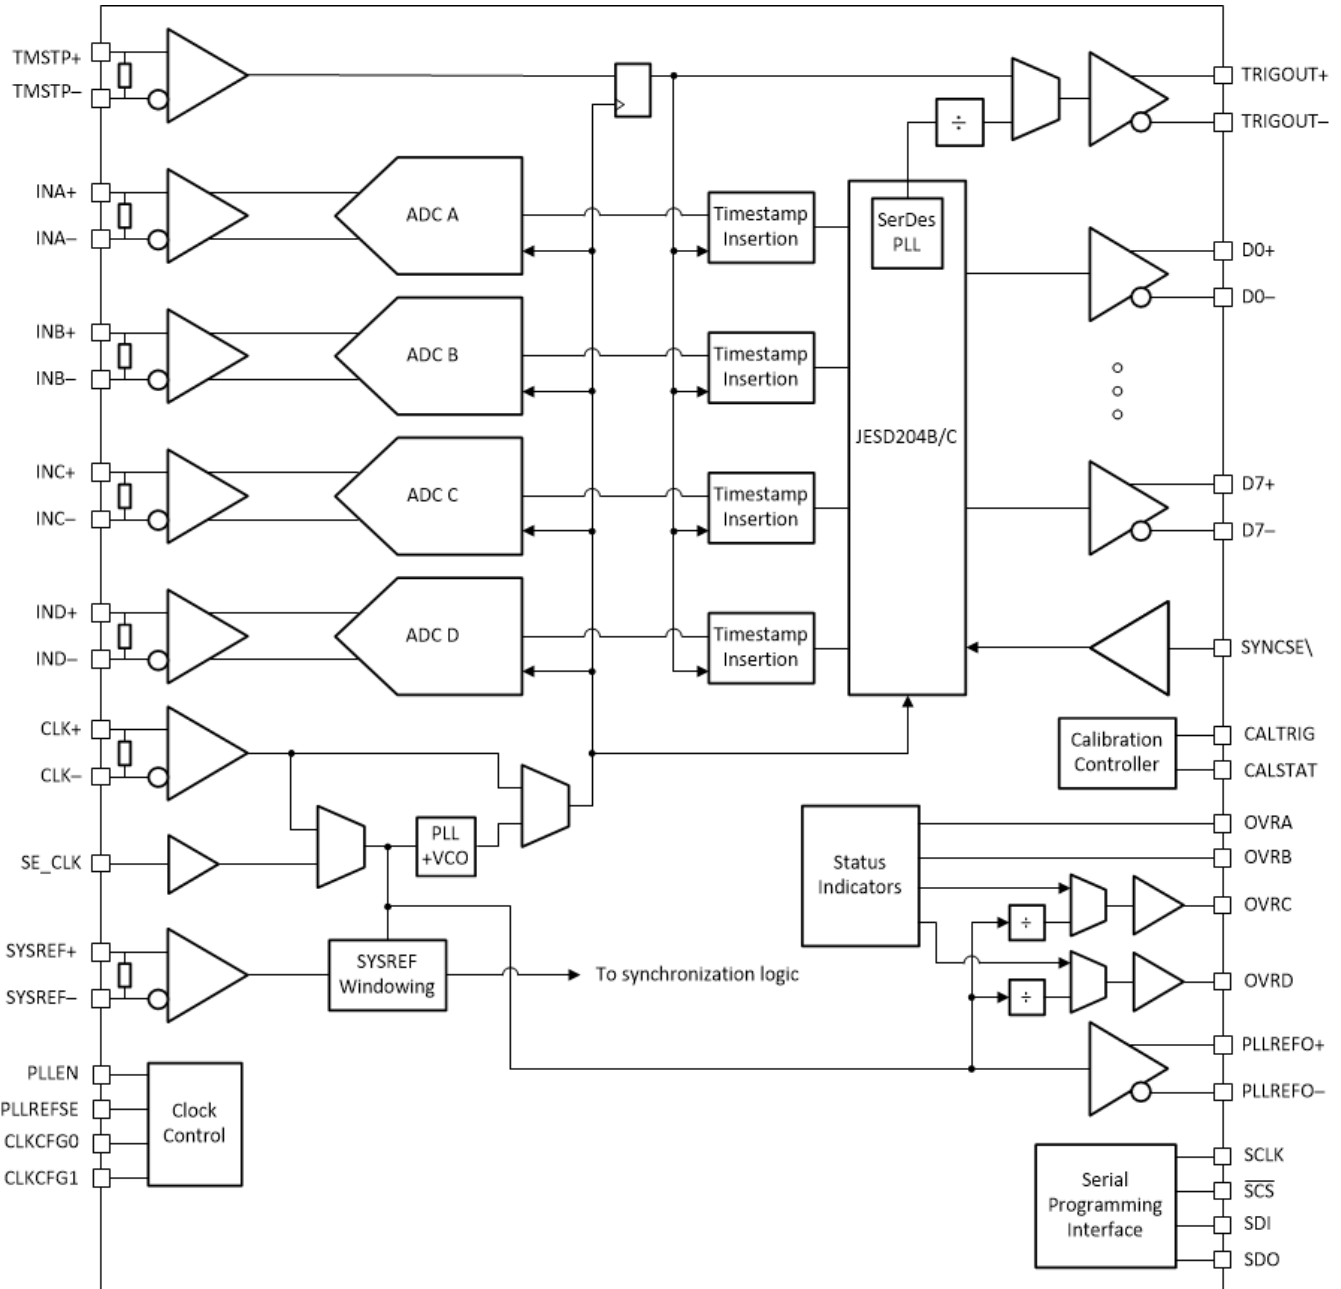 TMSTP+
TMSTP–
TRIGOUT+
TRIGOUT–
÷
INA+
INA–
ADC A
Timestamp
Insertion
SerDes
PLL
D0+
D0–
INB+
INB–
ADC B
Timestamp
Insertion
JESD204B/C
INC+
INC–
ADC C
Timestamp
Insertion
D7+
D7–
IND+
IND–
ADC D
Timestamp
Insertion
SYNCSE\
CLK+
CLK–
Calibration
Controller
CALTRIG
CALSTAT
SE_CLK
PLL
+VCO
Status
Indicators
OVRA
OVRB
OVRC
÷
OVRD
÷
SYSREF+
SYSREF–
SYSREF
Windowing
To synchronization logic
PLLREFO+
PLLREFO–
PLLEN
PLLREFSE
CLKCFG0
CLKCFG1
Clock
Control
Serial
Programming
Interface
SCLK
SCS
SDI
SDO